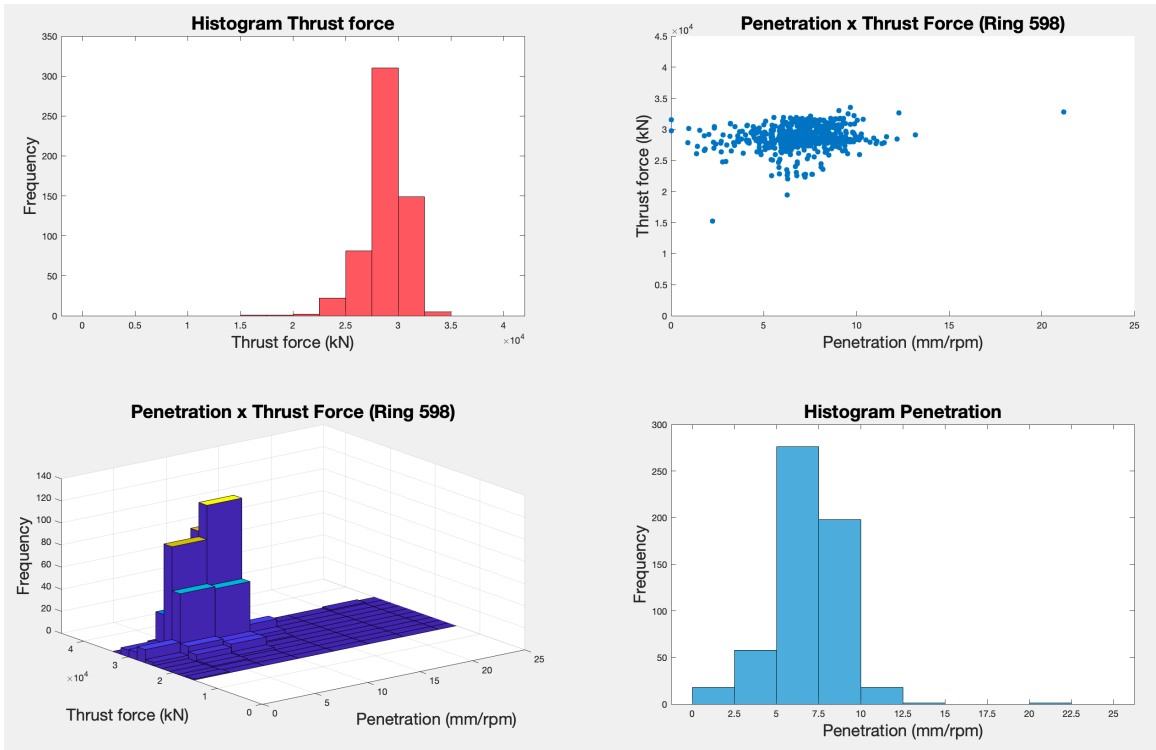 Histogram Thrust force
350
300
250
200
150
100
50
0
Frequency
0 0.5 1 1.5 2 2.5 3 3.5 4
×10^4
Thrust force (kN)
Penetration x Thrust Force (Ring 598)
×10^4
4.5
4
3.5
3
2.5
2
1.5
1
0.5
0
Thrust force (kN)
0 5 10 15 20 25
Penetration (mm/rpm)
Penetration x Thrust Force (Ring 598)
140
120
100
80
60
40
20
0
Frequency
4 3 2 1 0
×10^4
Thrust force (kN)
0 5 10 15 20 25
Penetration (mm/rpm)
Histogram Penetration
300
250
200
150
100
50
0
Frequency
0 2.5 5 7.5 10 12.5 15 17.5 20 22.5 25
Penetration (mm/rpm)